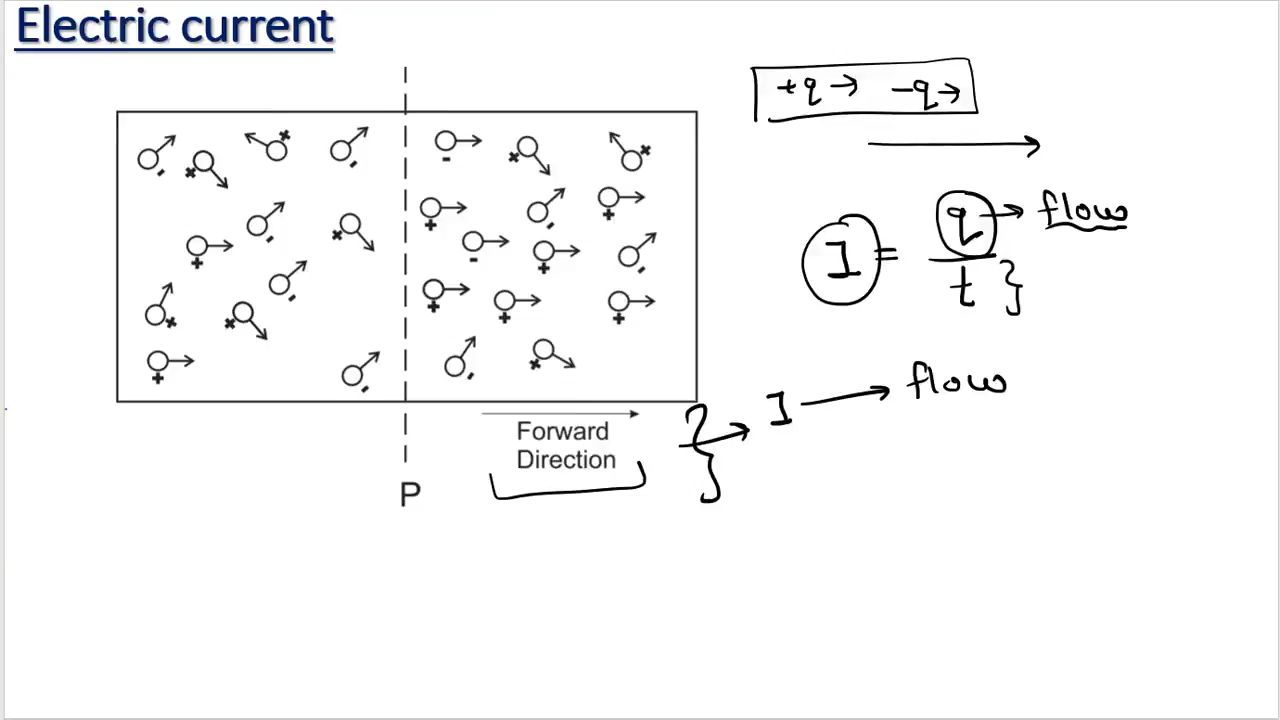 Electric current
+q → -q →
I = q/t } → flow
I → flow
Forward
Direction
P